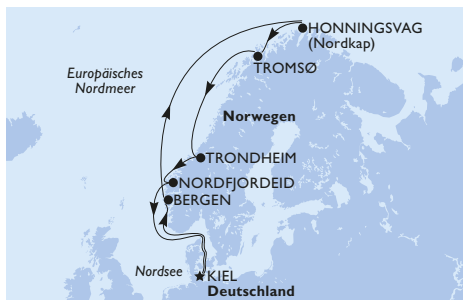 HONNINGSVAG
(Nordkap)
Europäisches
Nordmeer
TROMSØ
Norwegen
TRONDHEIM
NORDFJORDEID
BERGEN
Nordsee
KIEL
Deutschland